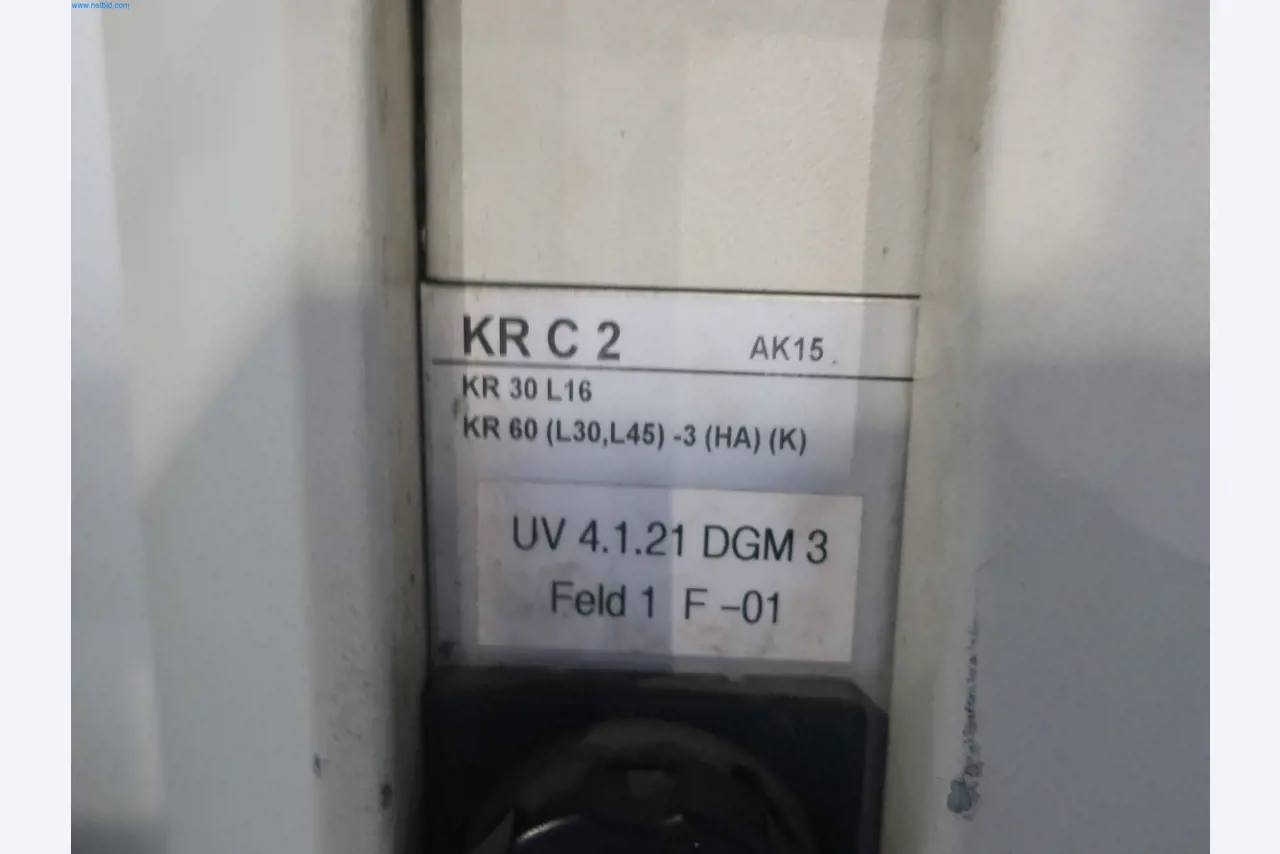 www.netbid.com
KR C 2 AK15
KR 30 L16
KR 60 (L30,L45) -3 (HA) (K)
UV 4.1.21 DGM 3
Feld 1 F -01